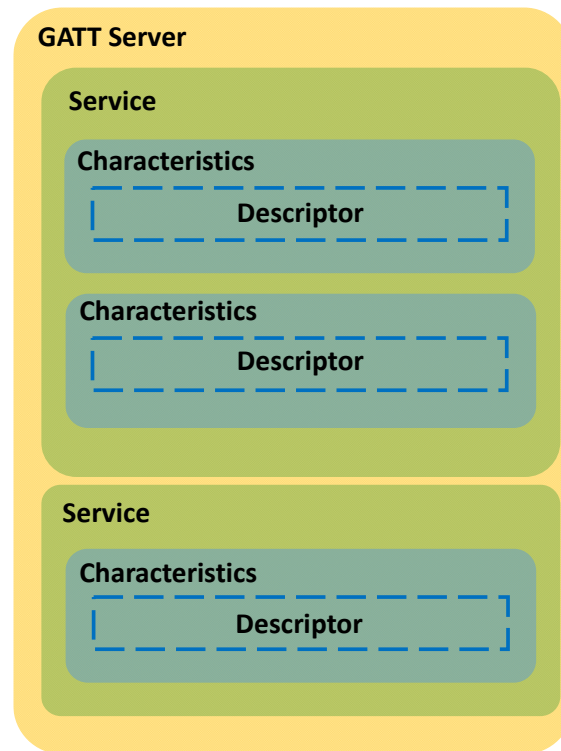 GATT Server
Service
Characteristics
Descriptor
Characteristics
Descriptor
Service
Characteristics
Descriptor